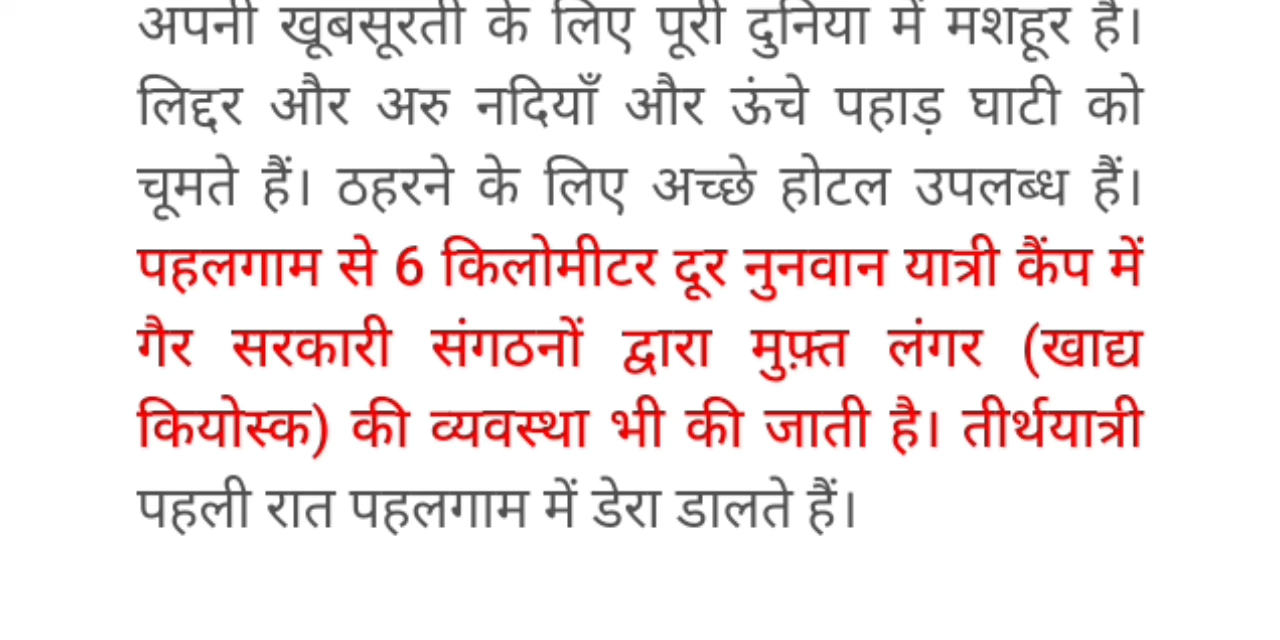 अपनी खूबसूरती के लिए पूरी दुनिया में मशहूर है।
लिद्दर और अरु नदियाँ और ऊंचे पहाड़ घाटी को
चूमते हैं। ठहरने के लिए अच्छे होटल उपलब्ध हैं।
पहलगाम से 6 किलोमीटर दूर नुनवान यात्री कैंप में
गैर सरकारी संगठनों द्वारा मुफ़्त लंगर (खाद्य
कियोस्क) की व्यवस्था भी की जाती है। तीर्थयात्री
पहली रात पहलगाम में डेरा डालते हैं।